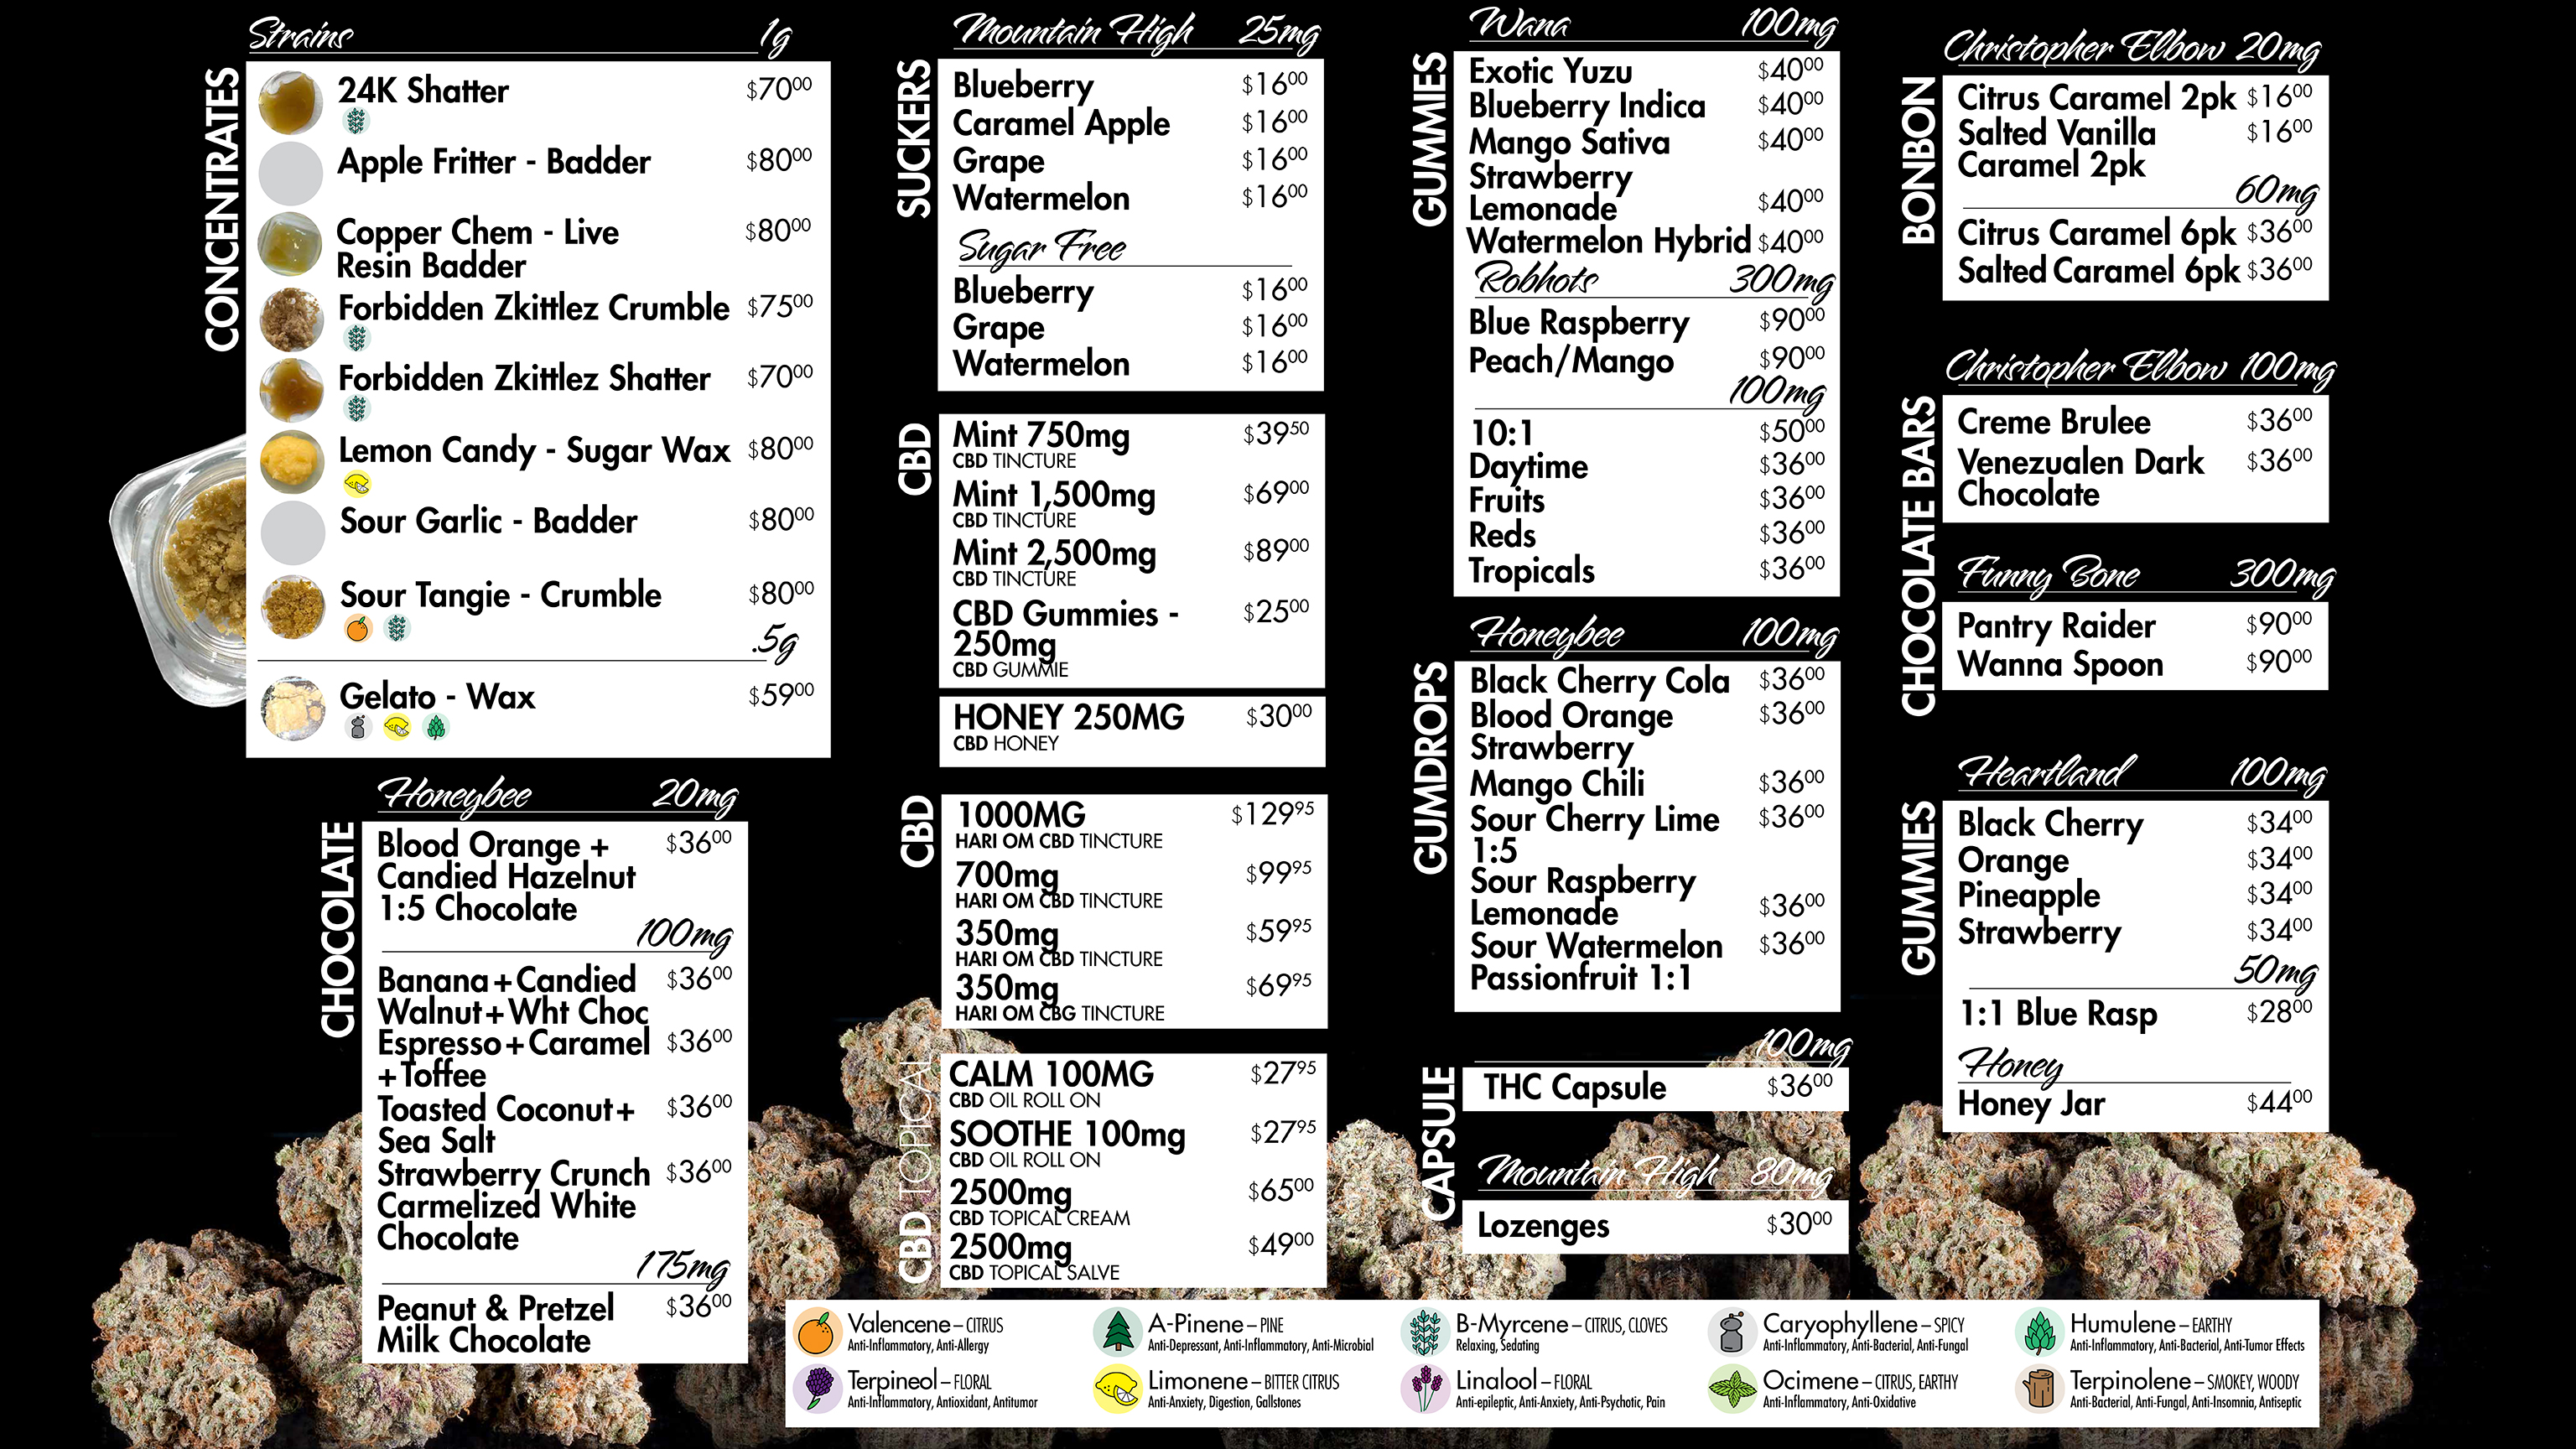 Strains 1g
CONCENTRATES
24K Shatter $70.00
Apple Fritter - Badder $80.00
Copper Chem - Live $80.00
Resin Badder
Forbidden Zkittlez Crumble $75.00
Forbidden Zkittlez Shatter $70.00
Lemon Candy - Sugar Wax $80.00
Sour Garlic - Badder $80.00
Sour Tangie - Crumble $80.00
.5g
Gelato - Wax $59.00
Honeybee 20mg
CHOCOLATE
Blood Orange + $36.00
Candied Hazelnut
1:5 Chocolate
100mg
Banana+Candied $36.00
Walnut+Wht Choc
Espresso+Caramel $36.00
+Toffee
Toasted Coconut+ $36.00
Sea Salt
Strawberry Crunch $36.00
Carmelized White
Chocolate
175mg
Peanut & Pretzel $36.00
Milk Chocolate
Mountain High 25mg
SUCKERS
Blueberry $16.00
Caramel Apple $16.00
Grape $16.00
Watermelon $16.00
Sugar Free
Blueberry $16.00
Grape $16.00
Watermelon $16.00
CBD
Mint 750mg $39.50
CBD TINCTURE
Mint 1,500mg $69.00
CBD TINCTURE
Mint 2,500mg $89.00
CBD TINCTURE
CBD Gummies - $25.00
250mg
CBD GUMMIE
HONEY 250MG $30.00
CBD HONEY
CBD
1000MG $129.95
HARI OM CBD TINCTURE
700mg $99.95
HARI OM CBD TINCTURE
350mg $59.95
HARI OM CBD TINCTURE
350mg $69.95
HARI OM CBG TINCTURE
CBD TOPICAL
CALM 100MG $27.95
CBD OIL ROLL ON
SOOTHE 100mg $27.95
CBD OIL ROLL ON
2500mg $65.00
CBD TOPICAL CREAM
2500mg $49.00
CBD TOPICAL SALVE
Wana 100mg
GUMMIES
Exotic Yuzu $40.00
Blueberry Indica $40.00
Mango Sativa $40.00
Strawberry
Lemonade $40.00
Watermelon Hybrid $40.00
Robhots 300mg
Blue Raspberry $90.00
Peach/Mango $90.00
100mg
10:1 $50.00
Daytime $36.00
Fruits $36.00
Reds $36.00
Tropicals $36.00
Honeybee 100mg
GUMDROPS
Black Cherry Cola $36.00
Blood Orange $36.00
Strawberry
Mango Chili $36.00
Sour Cherry Lime $36.00
1:5
Sour Raspberry
Lemonade $36.00
Sour Watermelon $36.00
Passionfruit 1:1
100mg
CAPSULE
THC Capsule $36.00
Mountain High 80mg
Lozenges $30.00
Christopher Elbow 20mg
BONBON
Citrus Caramel 2pk $16.00
Salted Vanilla $16.00
Caramel 2pk
60mg
Citrus Caramel 6pk $36.00
Salted Caramel 6pk $36.00
Christopher Elbow 100mg
CHOCOLATE BARS
Creme Brulee $36.00
Venezualen Dark $36.00
Chocolate
Funny Bone 300mg
Pantry Raider $90.00
Wanna Spoon $90.00
Heartland 100mg
GUMMIES
Black Cherry $34.00
Orange $34.00
Pineapple $34.00
Strawberry $34.00
50mg
1:1 Blue Rasp $28.00
Honey
Honey Jar $44.00
Valencene – CITRUS
Anti-Inflammatory, Anti-Allergy
A-Pinene – PINE
Anti-Depressant, Anti-Inflammatory, Anti-Microbial
B-Myrcene – CITRUS, CLOVES
Relaxing, Sedating
Caryophyllene – SPICY
Anti-Inflammatory, Anti-Bacterial, Anti-Fungal
Humulene – EARTHY
Anti-Inflammatory, Anti-Bacterial, Anti-Tumor Effects
Terpineol – FLORAL
Anti-Inflammatory, Antioxidant, Antitumor
Limonene – BITTER CITRUS
Anti-Anxiety, Digestion, Gallstones
Linalool – FLORAL
Anti-epileptic, Anti-Anxiety, Anti-Psychotic, Pain
Ocimene – CITRUS, EARTHY
Anti-Inflammatory, Anti-Oxidative
Terpinolene – SMOKEY, WOODY
Anti-Bacterial, Anti-Fungal, Anti-Insomnia, Antiseptic